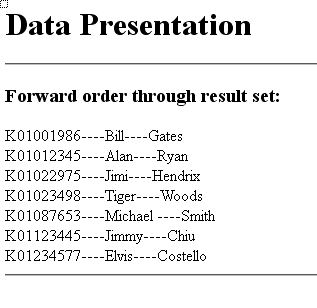 Data Presentation
Forward order through result set:
K01001986----Bill----Gates
K01012345----Alan----Ryan
K01022975----Jimi----Hendrix
K01023498----Tiger----Woods
K01087653----Michael ----Smith
K01123445----Jimmy----Chiu
K01234577----Elvis----Costello